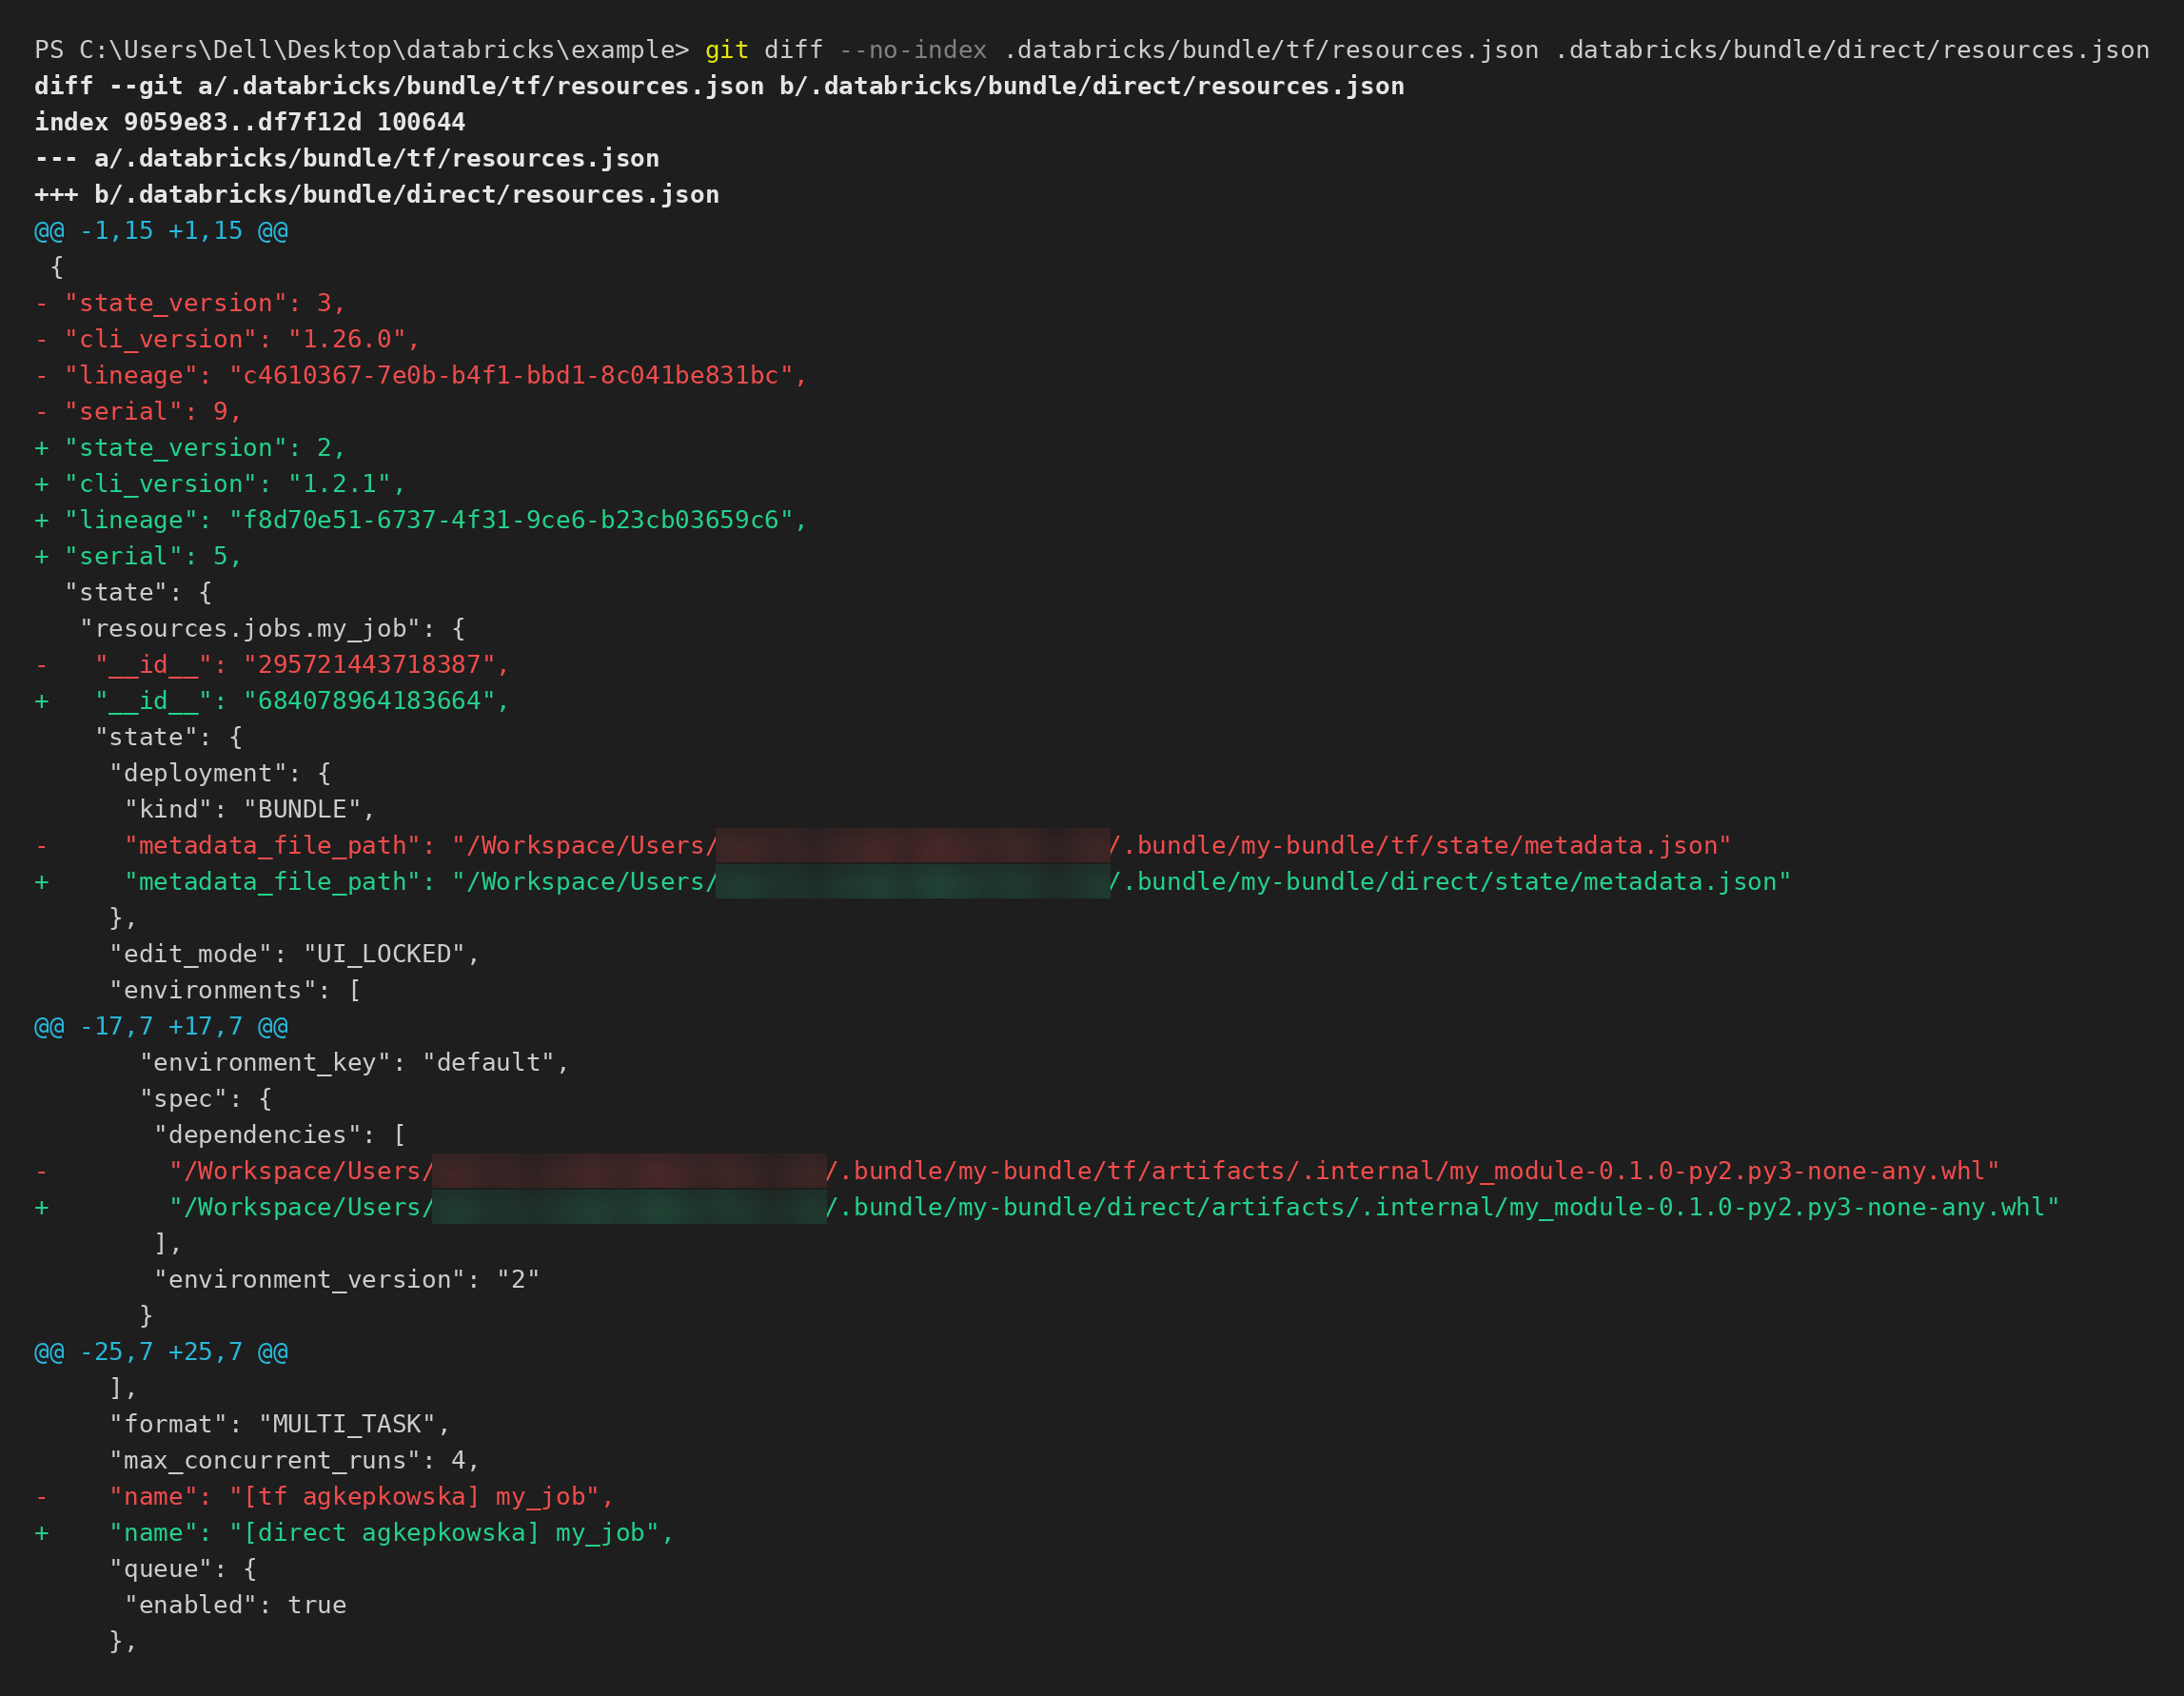 PS C:\Users\Dell\Desktop\databricks\example> git diff --no-index .databricks/bundle/tf/resources.json .databricks/bundle/direct/resources.json
diff --git a/.databricks/bundle/tf/resources.json b/.databricks/bundle/direct/resources.json
index 9059e83..df7f12d 100644
--- a/.databricks/bundle/tf/resources.json
+++ b/.databricks/bundle/direct/resources.json
@@ -1,15 +1,15 @@
 {
- "state_version": 3,
- "cli_version": "1.26.0",
- "lineage": "c4610367-7e0b-b4f1-bbd1-8c041be831bc",
- "serial": 9,
+ "state_version": 2,
+ "cli_version": "1.2.1",
+ "lineage": "f8d70e51-6737-4f31-9ce6-b23cb03659c6",
+ "serial": 5,
  "state": {
   "resources.jobs.my_job": {
-   "__id__": "295721443718387",
+   "__id__": "684078964183664",
    "state": {
     "deployment": {
      "kind": "BUNDLE",
-     "metadata_file_path": "/Workspace/Users/ /.bundle/my-bundle/tf/state/metadata.json"
+     "metadata_file_path": "/Workspace/Users/ /.bundle/my-bundle/direct/state/metadata.json"
     },
     "edit_mode": "UI_LOCKED",
     "environments": [
@@ -17,7 +17,7 @@
       "environment_key": "default",
       "spec": {
        "dependencies": [
-        "/Workspace/Users/ /.bundle/my-bundle/tf/artifacts/.internal/my_module-0.1.0-py2.py3-none-any.whl"
+        "/Workspace/Users/ /.bundle/my-bundle/direct/artifacts/.internal/my_module-0.1.0-py2.py3-none-any.whl"
        ],
        "environment_version": "2"
       }
@@ -25,7 +25,7 @@
     ],
     "format": "MULTI_TASK",
     "max_concurrent_runs": 4,
-    "name": "[tf agkepkowska] my_job",
+    "name": "[direct agkepkowska] my_job",
     "queue": {
      "enabled": true
     },